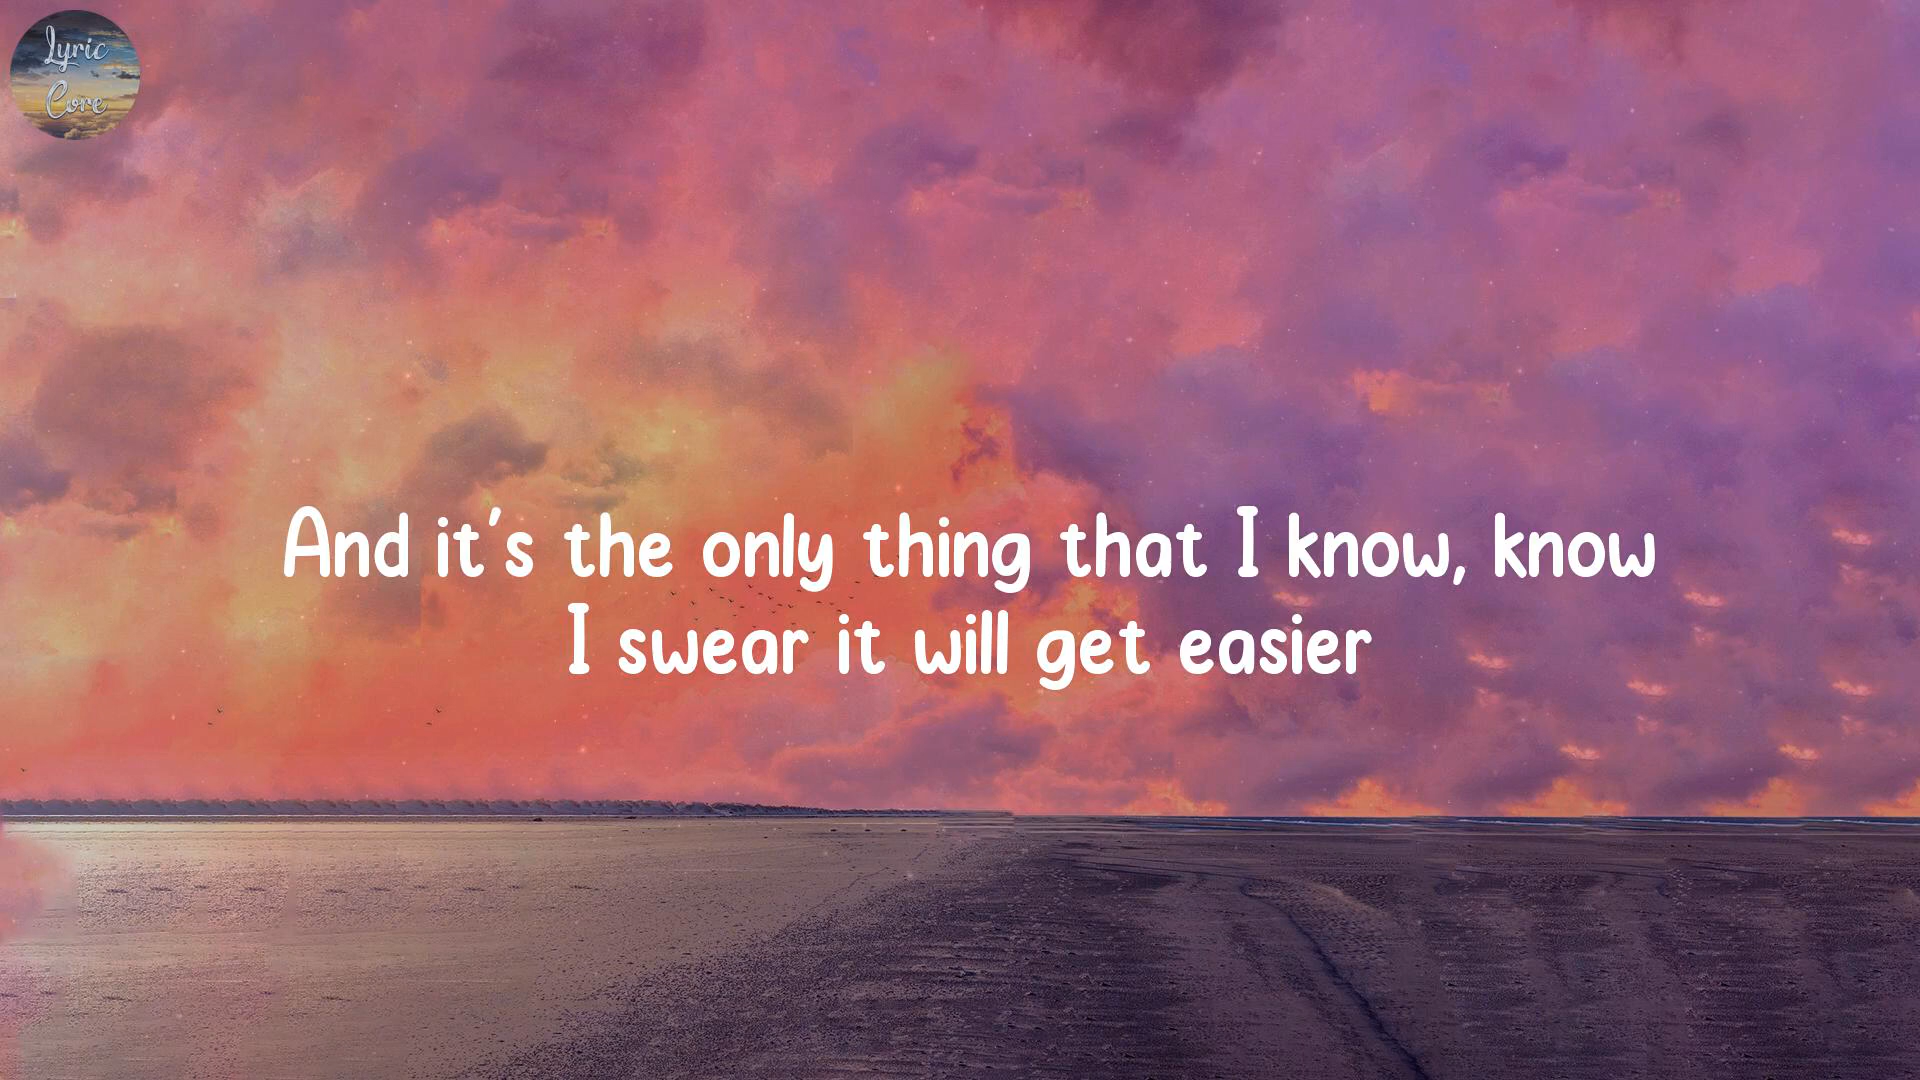 Lyric
Core
And it's the only thing that I know, know
I swear it will get easier